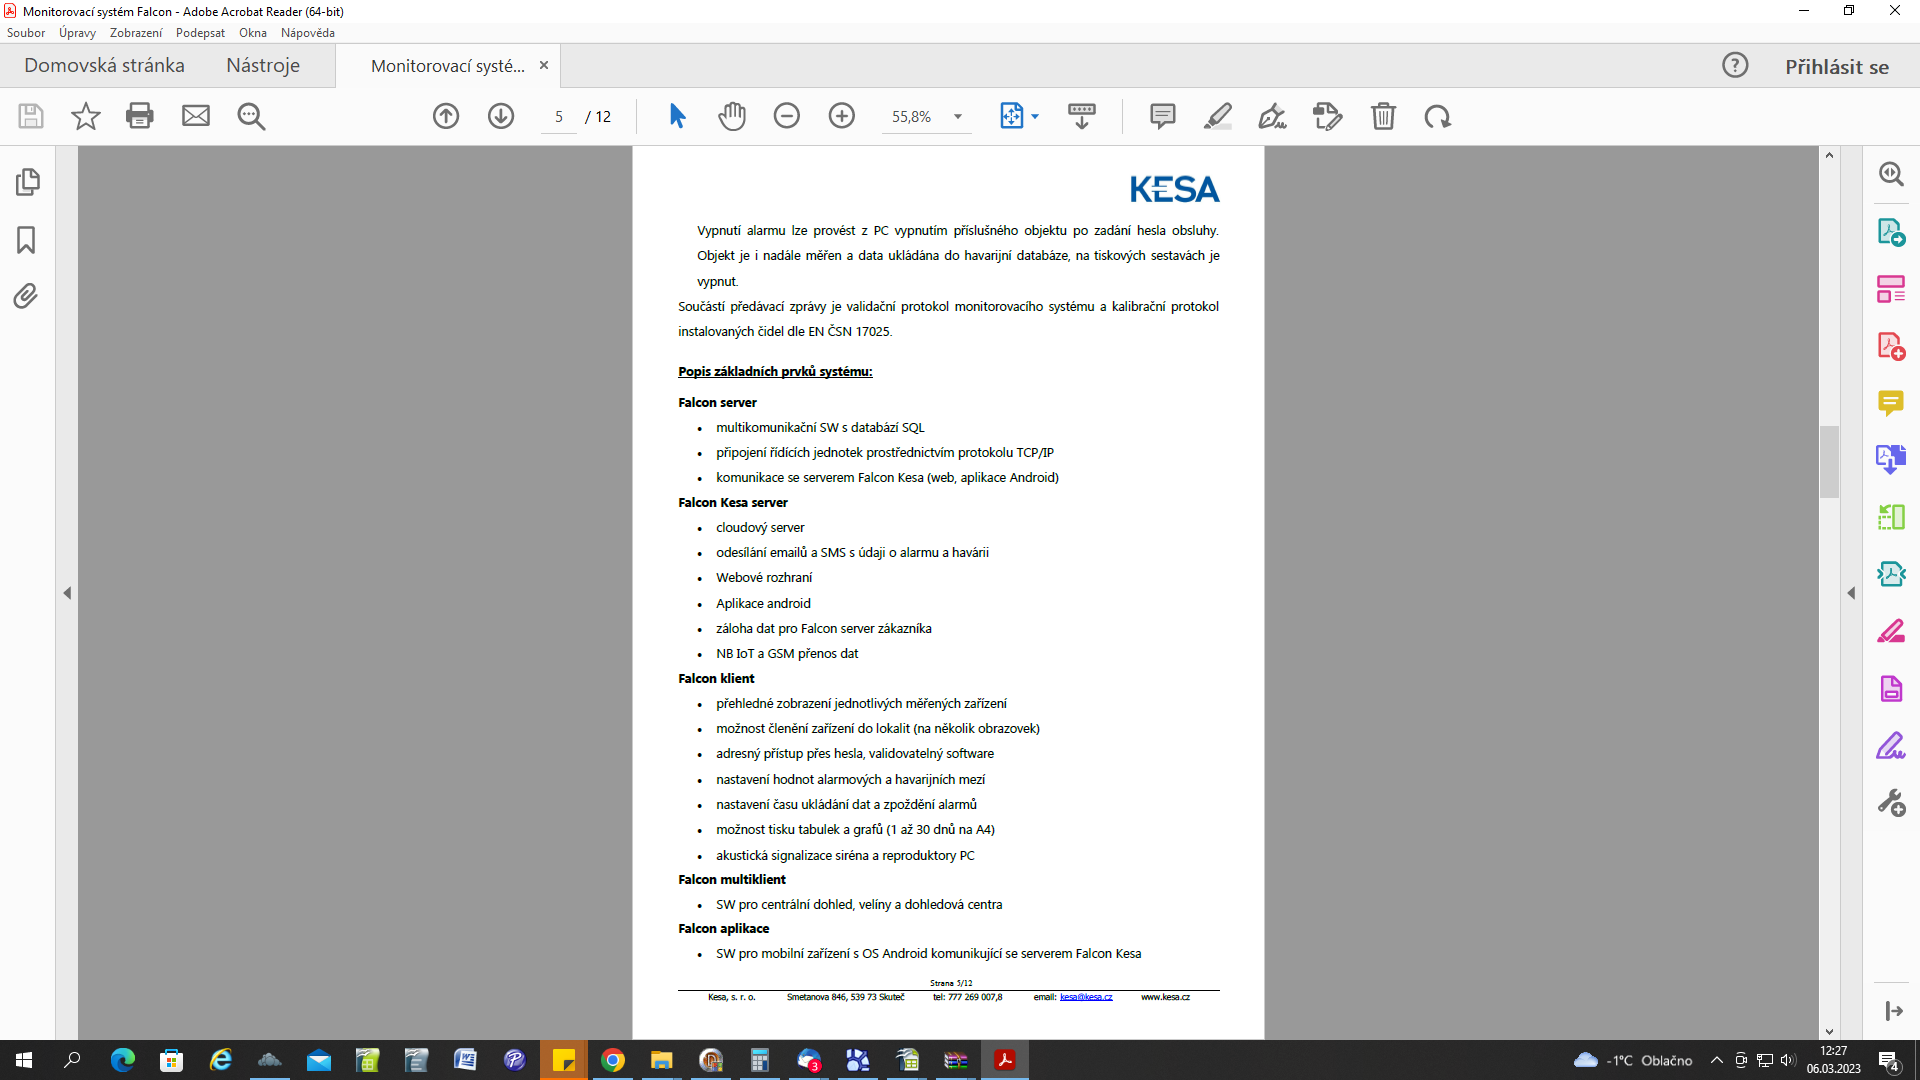 Monitorovací systém Falcon - Adobe Acrobat Reader (64-bit)
Soubor Úpravy Zobrazení Podepsat Okna Nápověda
Domovská stránka Nástroje Monitorovací systé... Přihlásit se
5 / 12 55,8%
KESA
Vypnutí alarmu lze provést z PC vypnutím příslušného objektu po zadání hesla obsluhy.
Objekt je i nadále měřen a data ukládána do havarijní databáze, na tiskových sestavách je
vypnut.
Součástí předávací zprávy je validační protokol monitorovacího systému a kalibrační protokol
instalovaných čidel dle EN ČSN 17025.
Popis základních prvků systému:
Falcon server
• multikomunikační SW s databází SQL
• připojení řídících jednotek prostřednictvím protokolu TCP/IP
• komunikace se serverem Falcon Kesa (web, aplikace Android)
Falcon Kesa server
• cloudový server
• odesílání emailů a SMS s údaji o alarmu a havárii
• Webové rozhraní
• Aplikace android
• záloha dat pro Falcon server zákazníka
• NB IoT a GSM přenos dat
Falcon klient
• přehledné zobrazení jednotlivých měřených zařízení
• možnost členění zařízení do lokalit (na několik obrazovek)
• adresný přístup přes hesla, validovatelný software
• nastavení hodnot alarmových a havarijních mezí
• nastavení času ukládání dat a zpoždění alarmů
• možnost tisku tabulek a grafů (1 až 30 dnů na A4)
• akustická signalizace siréna a reproduktory PC
Falcon multiklient
• SW pro centrální dohled, velíny a dohledová centra
Falcon aplikace
• SW pro mobilní zařízení s OS Android komunikující se serverem Falcon Kesa
Strana 5/12
Kesa, s. r. o. Smetanova 846, 539 73 Skuteč tel: 777 269 007,8 email: kesa@kesa.cz www.kesa.cz
3
-1°C Oblačno
12:27
06.03.2023
4